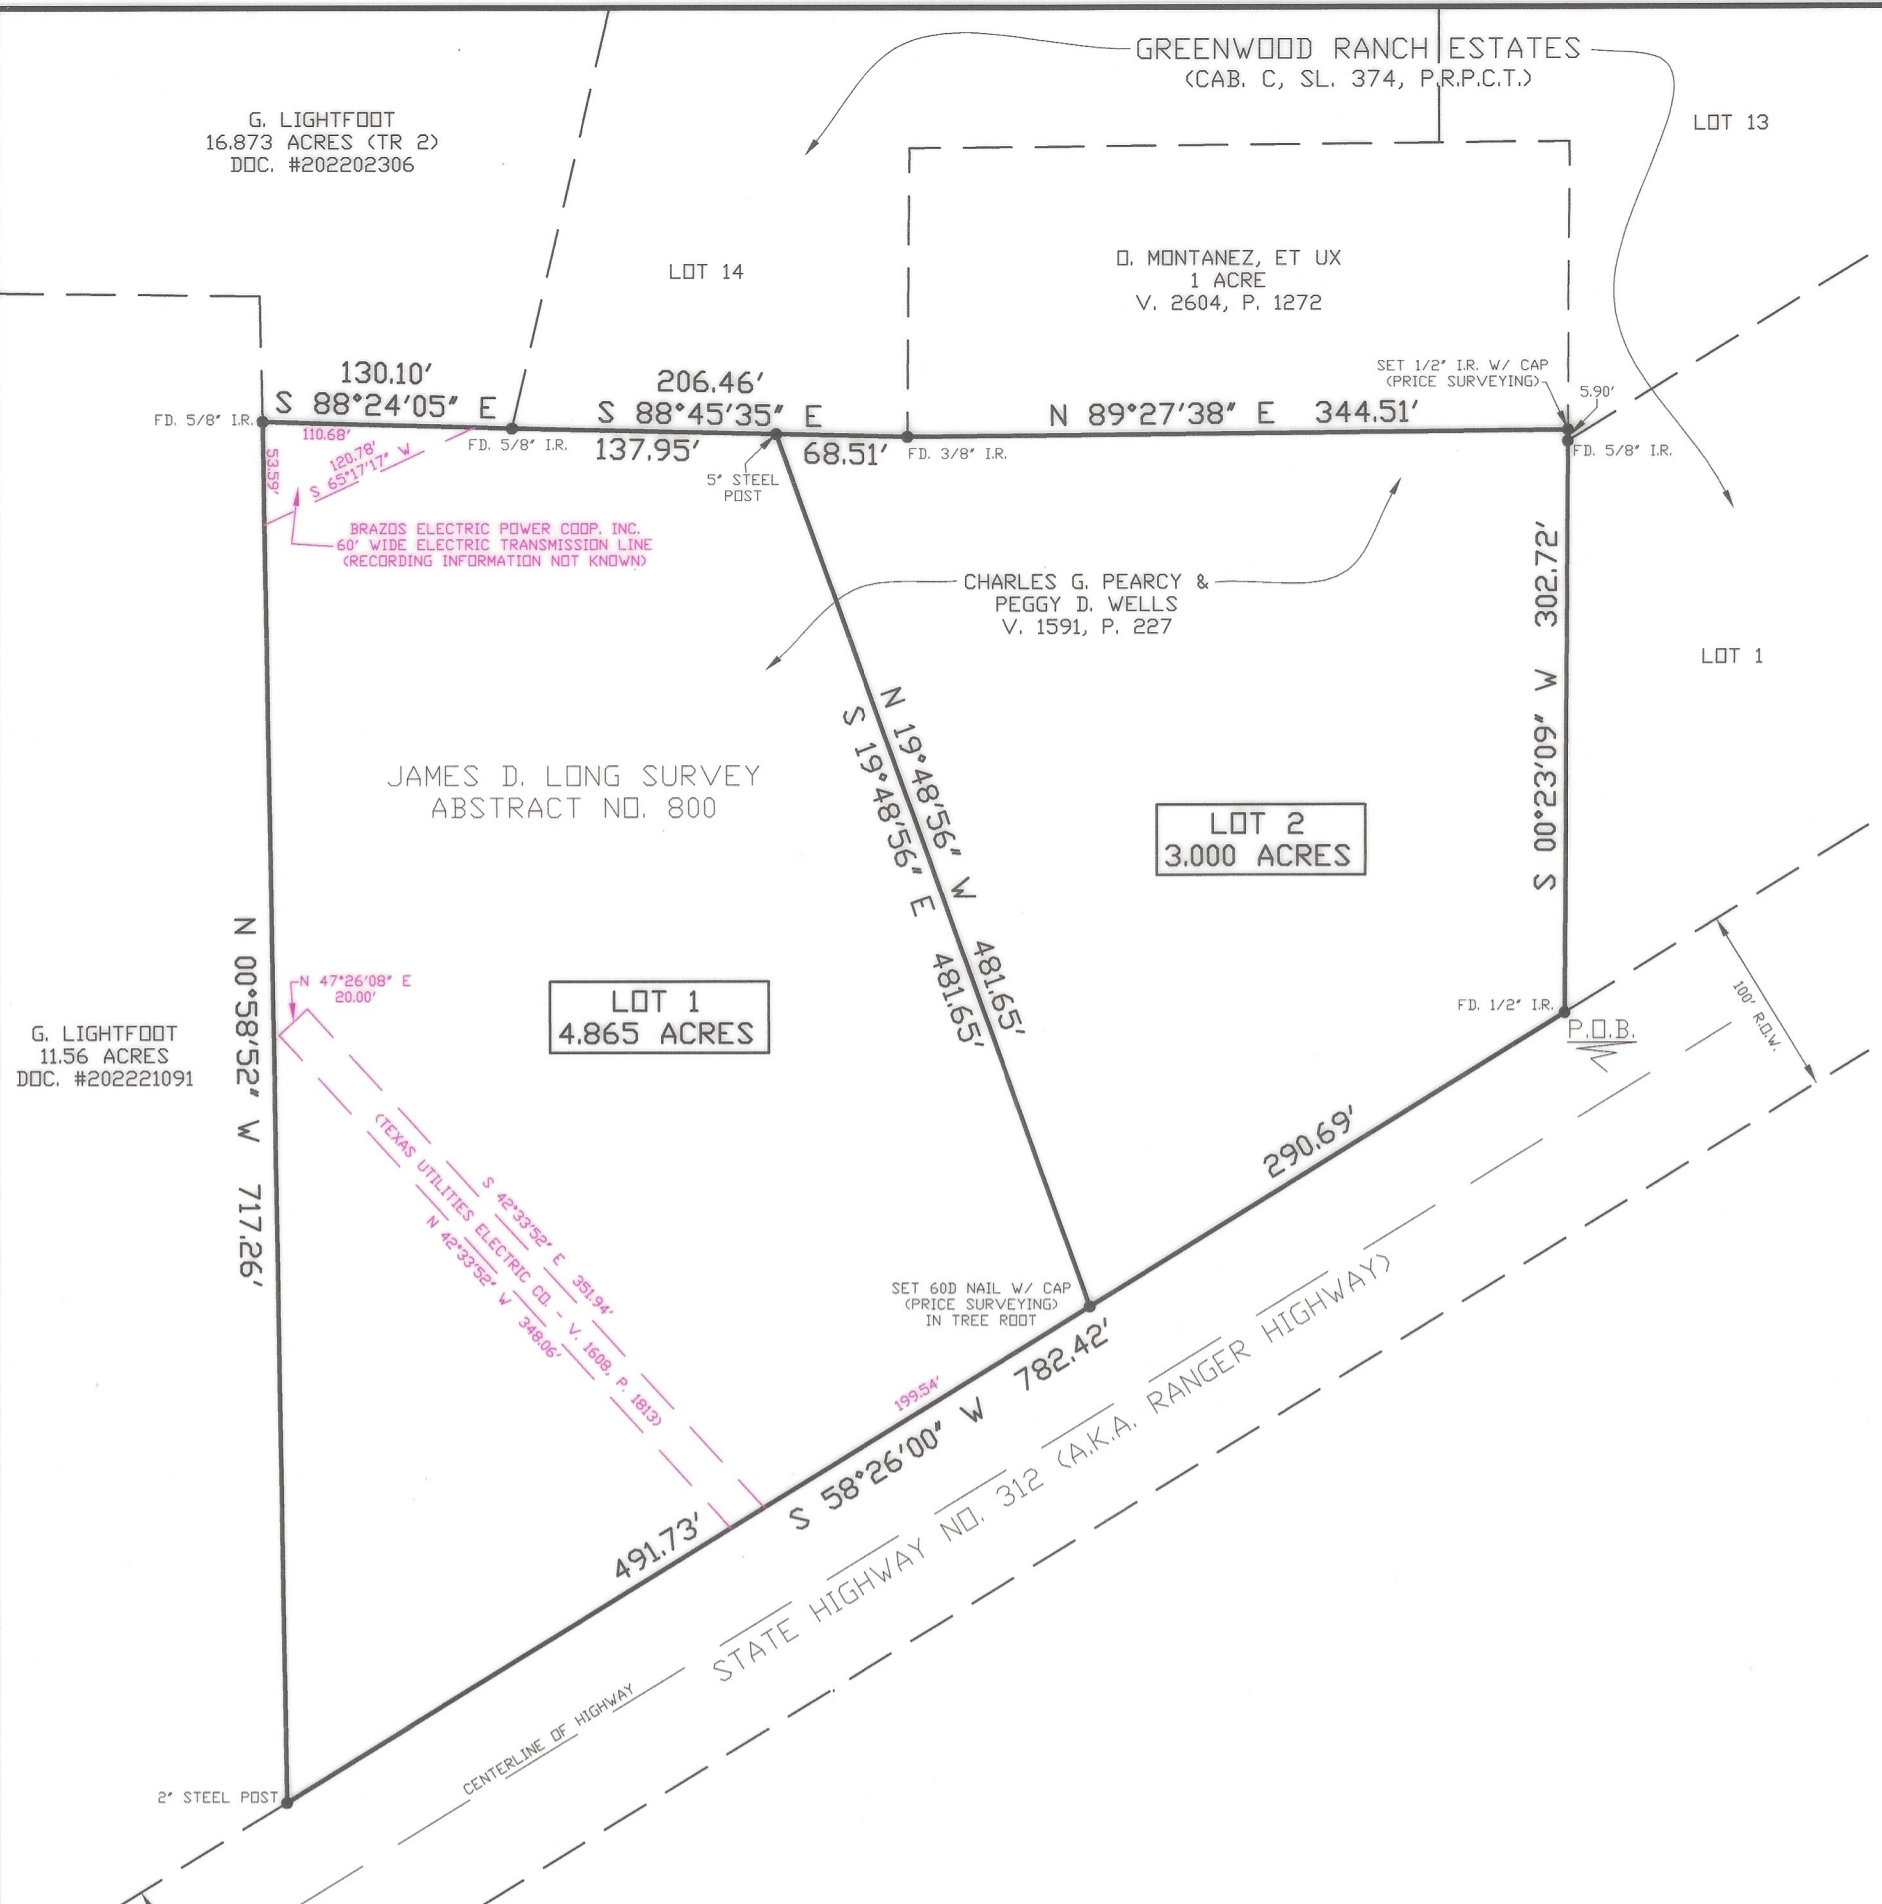 GREENWOOD RANCH ESTATES
(CAB. C, SL. 374, P.R.P.C.T.)
LOT 13
G. LIGHTFOOT
16.873 ACRES (TR 2)
DOC. #202202306
LOT 14
O. MONTANEZ, ET UX
1 ACRE
V. 2604, P. 1272
SET 1/2" I.R. W/ CAP
(PRICE SURVEYING)
5.90'
130.10'
S 88°24'05" E
206.46'
S 88°45'35" E
N 89°27'38" E 344.51'
FD. 5/8" I.R.
110.68'
FD. 5/8" I.R.
137.95'
68.51'
FD. 3/8" I.R.
FD. 5/8" I.R.
53.59'
120.78'
S 65°17'17" W
5" STEEL
POST
BRAZOS ELECTRIC POWER COOP. INC.
60' WIDE ELECTRIC TRANSMISSION LINE
(RECORDING INFORMATION NOT KNOWN)
CHARLES G. PEARCY &
PEGGY D. WELLS
V. 1591, P. 227
S 00°23'09" W 302.72'
LOT 1
JAMES D. LONG SURVEY
ABSTRACT NO. 800
N 19°48'56" W 481.65'
S 19°48'56" E 481.65'
LOT 2
3.000 ACRES
N 00°58'52" W 717.26'
N 47°26'08" E
20.00'
LOT 1
4.865 ACRES
G. LIGHTFOOT
11.56 ACRES
DOC. #202221091
FD. 1/2" I.R.
P.O.B.
100' R.O.W.
S 42°33'52" E 351.94'
(TEXAS UTILITIES ELECTRIC CO. - V. 1608, P. 1813)
N 42°33'52" W 348.06'
290.69'
SET 60D NAIL W/ CAP
(PRICE SURVEYING)
IN TREE ROOT
199.54'
S 58°26'00" W 782.42'
491.73'
STATE HIGHWAY NO. 312 (A.K.A. RANGER HIGHWAY)
CENTERLINE OF HIGHWAY
2" STEEL POST